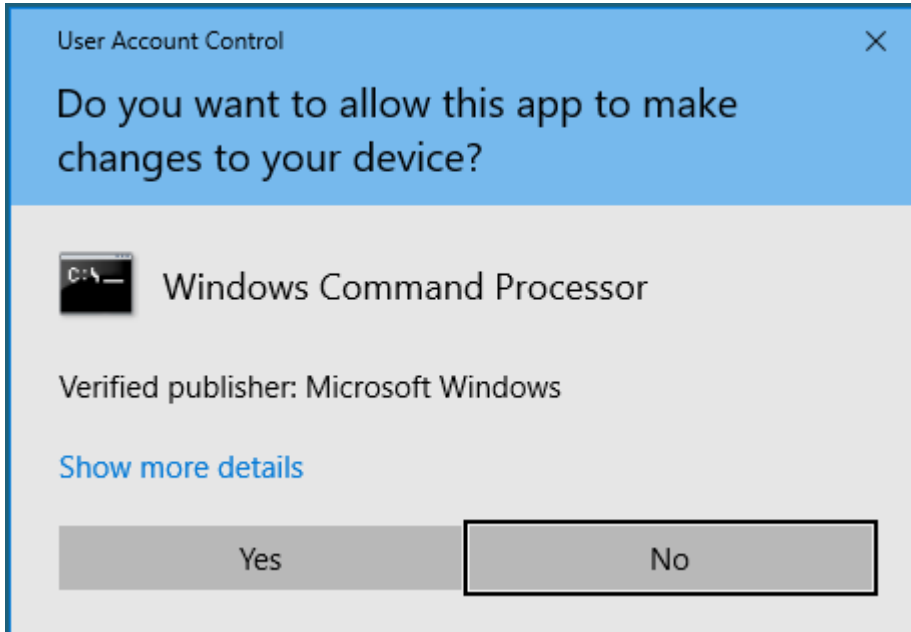 User Account Control
Do you want to allow this app to make
changes to your device?
C:\_
Windows Command Processor
Verified publisher: Microsoft Windows
Show more details
Yes
No